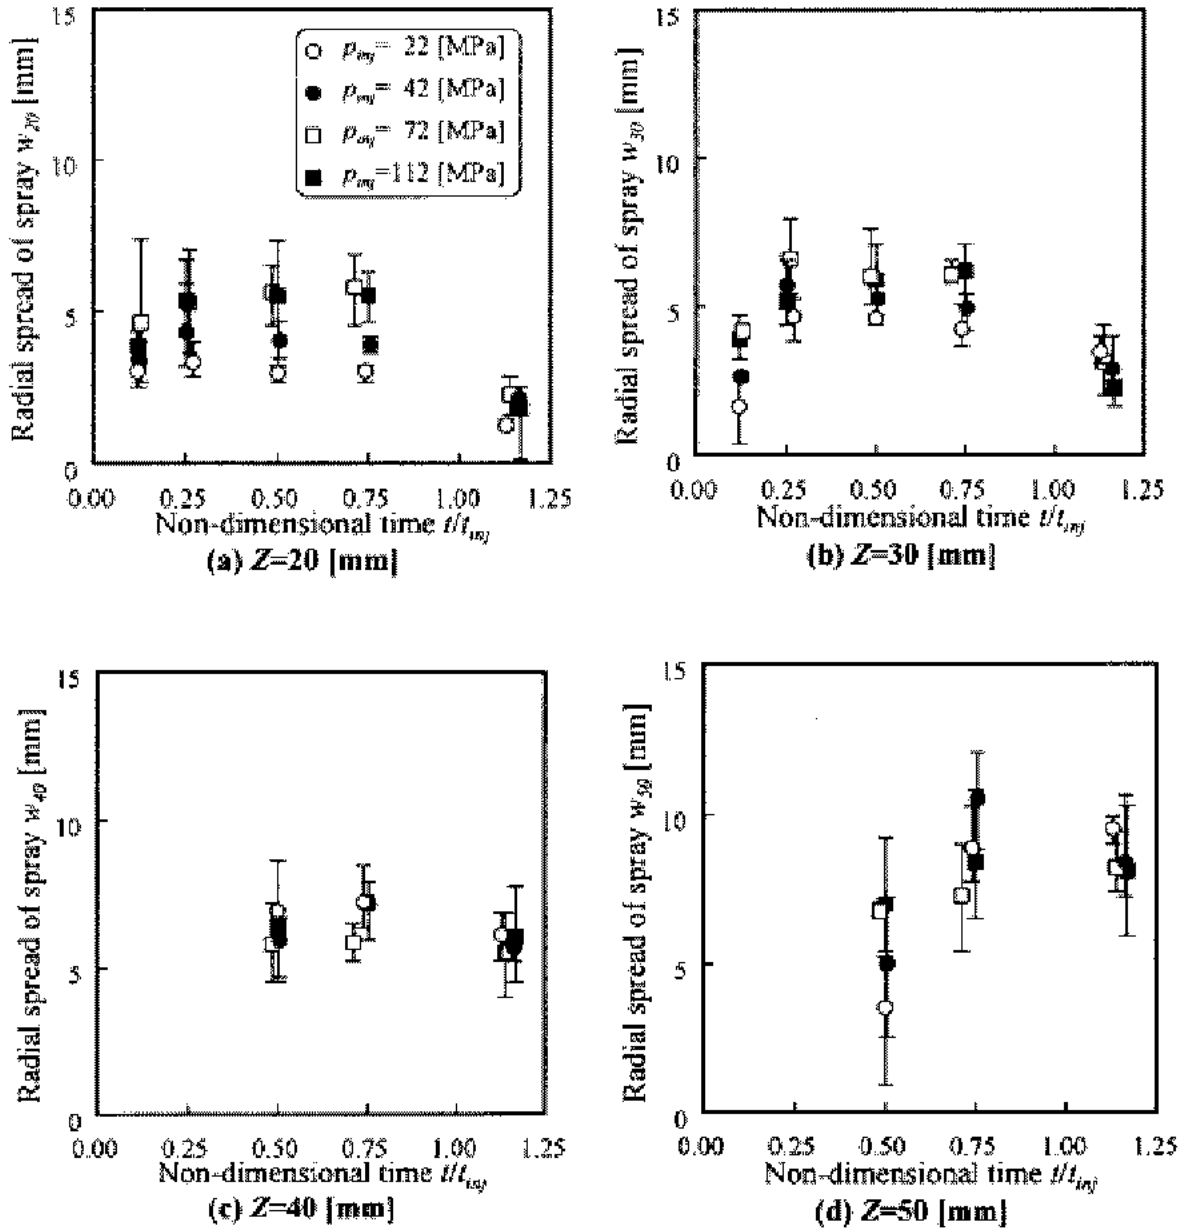 Radial spread of spray w20 [mm]
15
10
5
0
p_inj= 22 [MPa]
p_inj= 42 [MPa]
p_inj= 72 [MPa]
p_inj=112 [MPa]
0.00 0.25 0.50 0.75 1.00 1.25
Non-dimensional time t/t_inj
(a) Z=20 [mm]
Radial spread of spray w30 [mm]
15
10
5
0
0.00 0.25 0.50 0.75 1.00 1.25
Non-dimensional time t/t_inj
(b) Z=30 [mm]
Radial spread of spray w40 [mm]
15
10
5
0
0.00 0.25 0.50 0.75 1.00 1.25
Non-dimensional time t/t_inj
(c) Z=40 [mm]
Radial spread of spray w50 [mm]
15
10
5
0
0.00 0.25 0.50 0.75 1.00 1.25
Non-dimensional time t/t_inj
(d) Z=50 [mm]